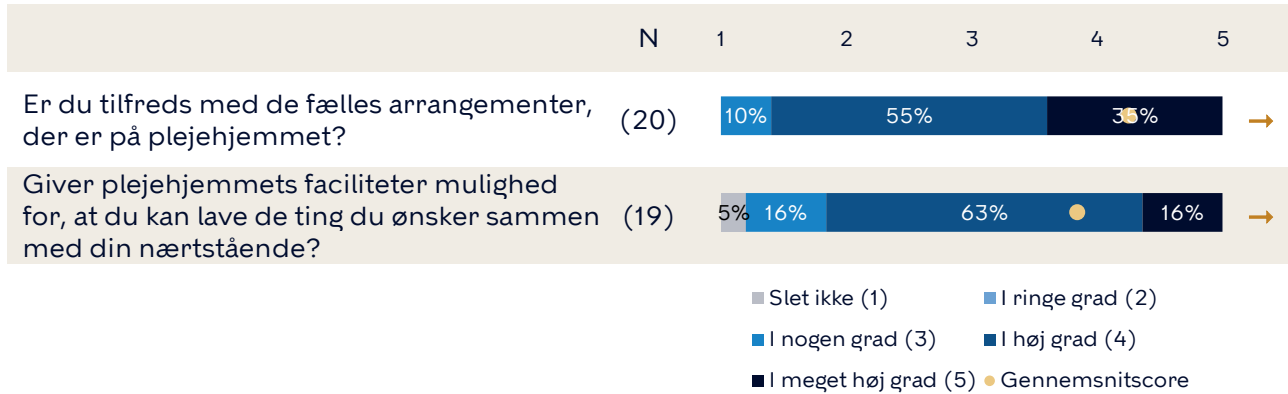 N 1 2 3 4 5
Er du tilfreds med de fælles arrangementer,
der er på plejehjemmet?
(20) 10% 55% 35%
Giver plejehjemmets faciliteter mulighed
for, at du kan lave de ting du ønsker sammen
med din nærtstående?
(19) 5% 16% 63% 16%
Slet ikke (1) I ringe grad (2)
I nogen grad (3) I høj grad (4)
I meget høj grad (5) Gennemsnitscore